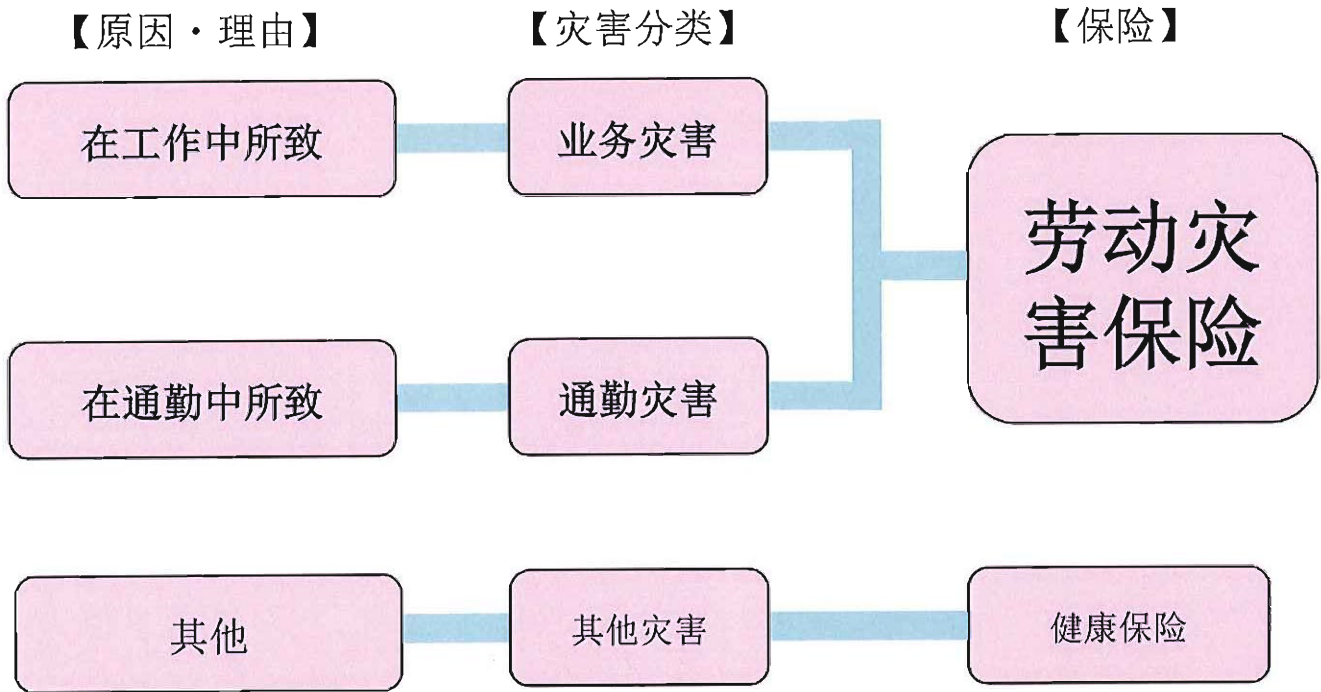 【原因・理由】
【灾害分类】
【保险】
在工作中所致
业务灾害
劳动灾
害保险
在通勤中所致
通勤灾害
其他
其他灾害
健康保险